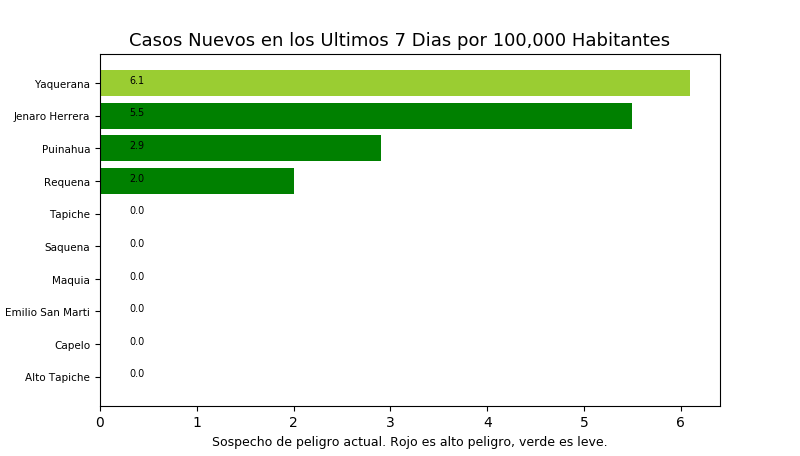 Casos Nuevos en los Ultimos 7 Dias por 100,000 Habitantes
Yaquerana 6.1
Jenaro Herrera 5.5
Puinahua 2.9
Requena 2.0
Tapiche 0.0
Saquena 0.0
Maquia 0.0
Emilio San Marti 0.0
Capelo 0.0
Alto Tapiche 0.0
0 1 2 3 4 5 6
Sospecho de peligro actual. Rojo es alto peligro, verde es leve.